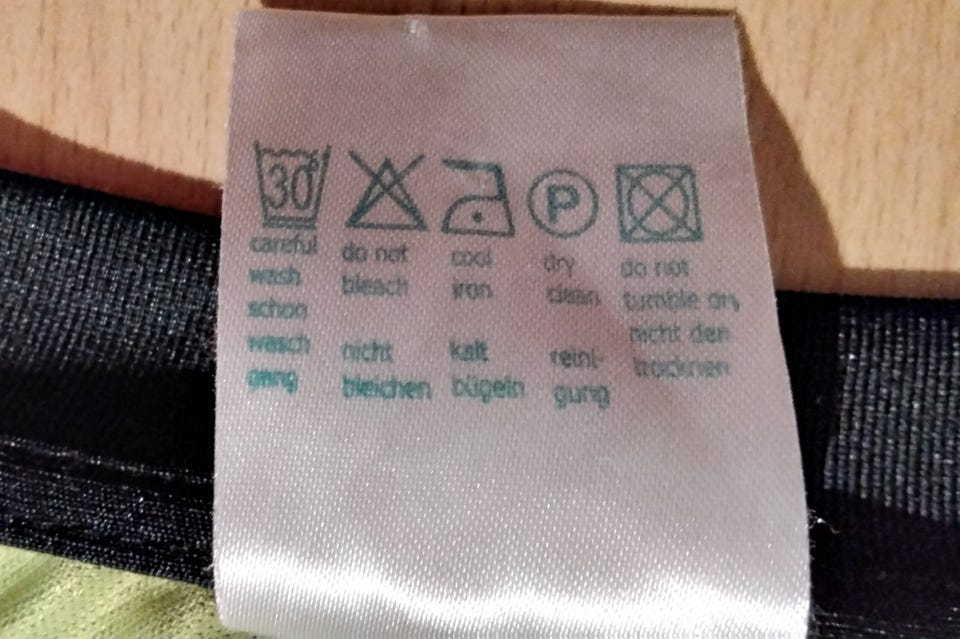 30°
careful
wash
schon
wasch
gang
do not
bleach
nicht
bleichen
cool
iron
kalt
bügeln
P
dry
clean
reini-
gung
do not
tumble dry
nicht den
trocknen